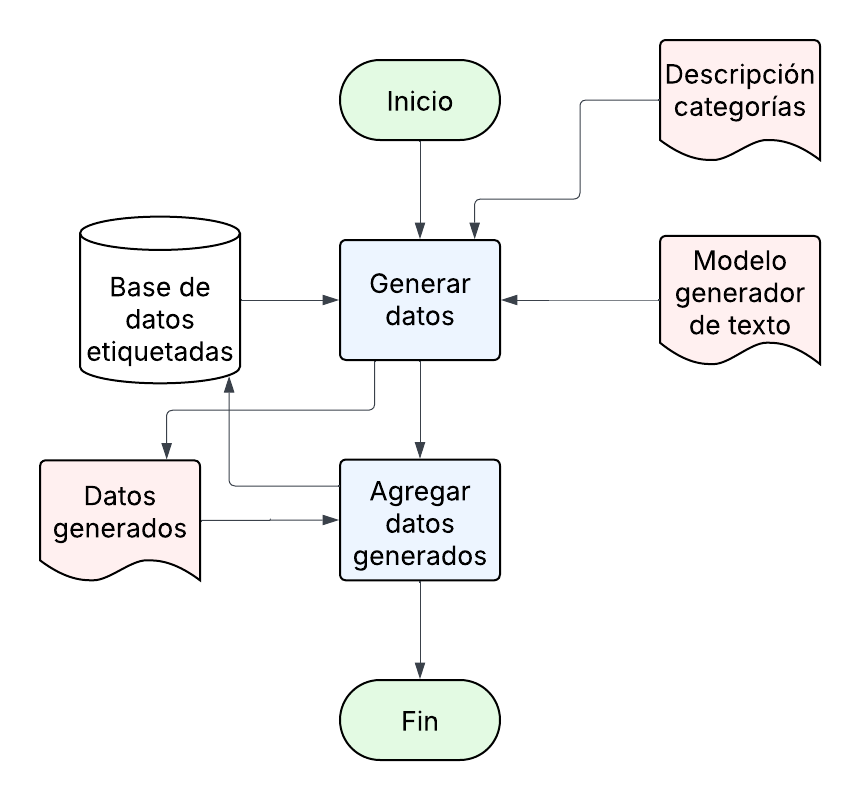 Inicio
Descripción
categorías
Base de
datos
etiquetadas
Generar
datos
Modelo
generador
de texto
Datos
generados
Agregar
datos
generados
Fin